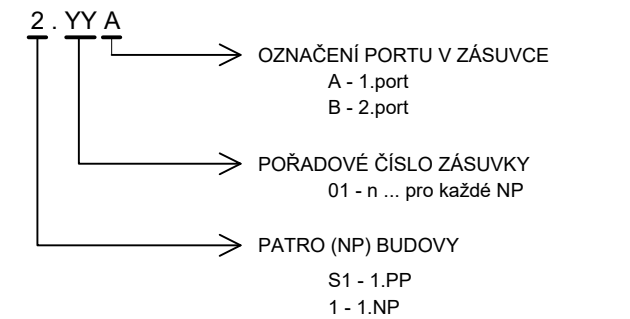 2 . YY A
OZNAČENÍ PORTU V ZÁSUVCE
A - 1.port
B - 2.port
POŘADOVÉ ČÍSLO ZÁSUVKY
01 - n ... pro každé NP
PATRO (NP) BUDOVY
S1 - 1.PP
1 - 1.NP